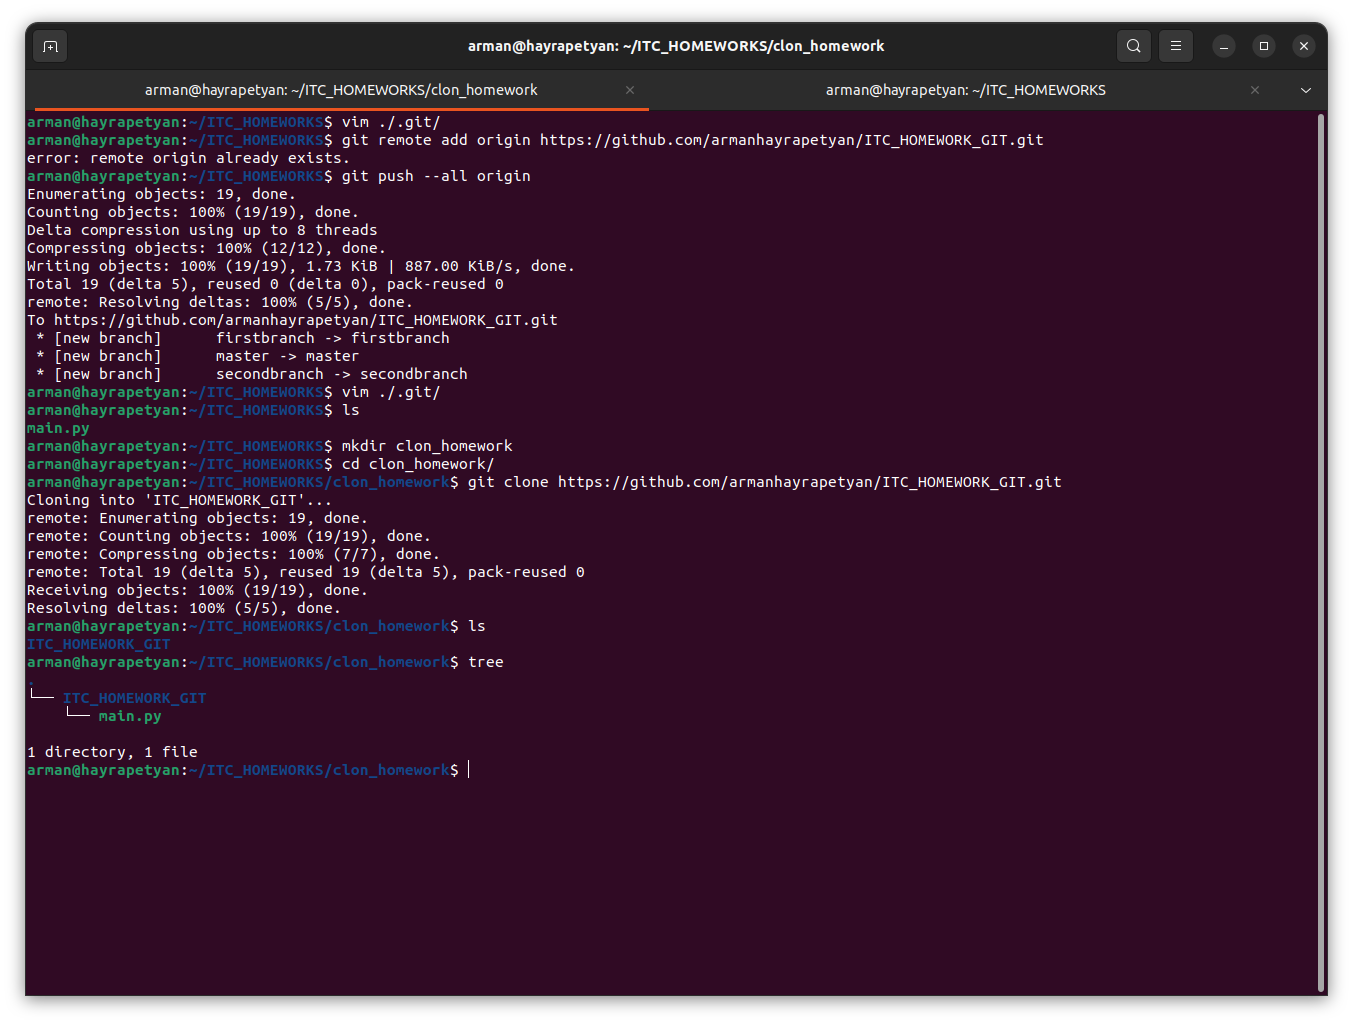 arman@hayrapetyan: ~/ITC_HOMEWORKS/clon_homework
arman@hayrapetyan: ~/ITC_HOMEWORKS/clon_homework
arman@hayrapetyan: ~/ITC_HOMEWORKS
arman@hayrapetyan:~/ITC_HOMEWORKS$ vim ./.git/
arman@hayrapetyan:~/ITC_HOMEWORKS$ git remote add origin https://github.com/armanhayrapetyan/ITC_HOMEWORK_GIT.git
error: remote origin already exists.
arman@hayrapetyan:~/ITC_HOMEWORKS$ git push --all origin
Enumerating objects: 19, done.
Counting objects: 100% (19/19), done.
Delta compression using up to 8 threads
Compressing objects: 100% (12/12), done.
Writing objects: 100% (19/19), 1.73 KiB | 887.00 KiB/s, done.
Total 19 (delta 5), reused 0 (delta 0), pack-reused 0
remote: Resolving deltas: 100% (5/5), done.
To https://github.com/armanhayrapetyan/ITC_HOMEWORK_GIT.git
 * [new branch]      firstbranch -> firstbranch
 * [new branch]      master -> master
 * [new branch]      secondbranch -> secondbranch
arman@hayrapetyan:~/ITC_HOMEWORKS$ vim ./.git/
arman@hayrapetyan:~/ITC_HOMEWORKS$ ls
main.py
arman@hayrapetyan:~/ITC_HOMEWORKS$ mkdir clon_homework
arman@hayrapetyan:~/ITC_HOMEWORKS$ cd clon_homework/
arman@hayrapetyan:~/ITC_HOMEWORKS/clon_homework$ git clone https://github.com/armanhayrapetyan/ITC_HOMEWORK_GIT.git
Cloning into 'ITC_HOMEWORK_GIT'...
remote: Enumerating objects: 19, done.
remote: Counting objects: 100% (19/19), done.
remote: Compressing objects: 100% (7/7), done.
remote: Total 19 (delta 5), reused 19 (delta 5), pack-reused 0
Receiving objects: 100% (19/19), done.
Resolving deltas: 100% (5/5), done.
arman@hayrapetyan:~/ITC_HOMEWORKS/clon_homework$ ls
ITC_HOMEWORK_GIT
arman@hayrapetyan:~/ITC_HOMEWORKS/clon_homework$ tree
.
└── ITC_HOMEWORK_GIT
    └── main.py
1 directory, 1 file
arman@hayrapetyan:~/ITC_HOMEWORKS/clon_homework$